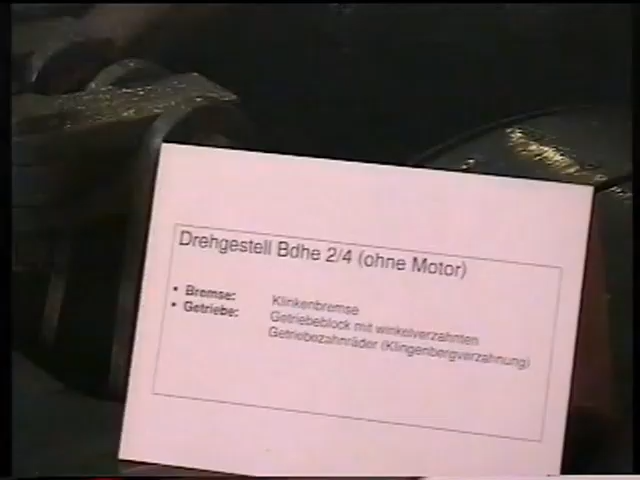 Drehgestell Bdhe 2/4 (ohne Motor)
• Bremse: Klinkenbremse
• Getriebe: Getriebeblock mit winkelverzahnten
Getriebezahnräder (Klingenbergverzahnung)